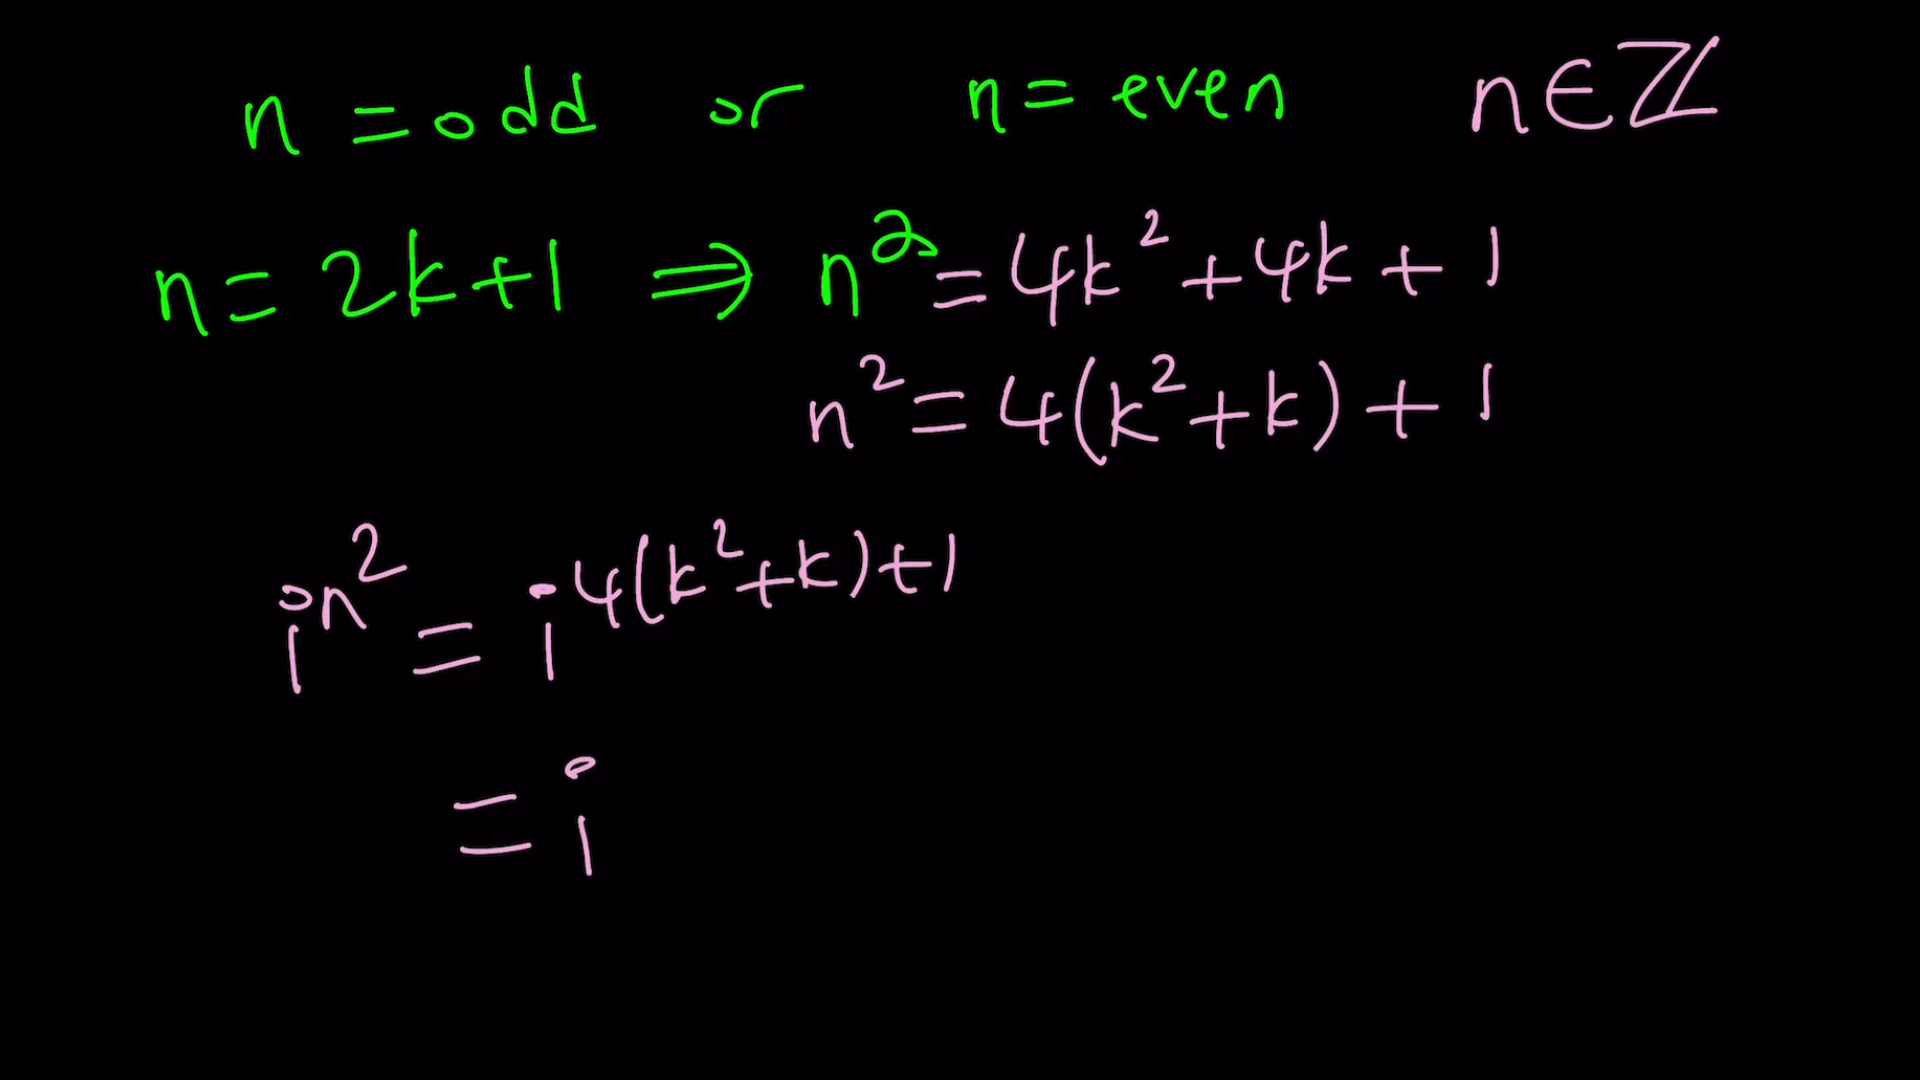 n = odd or n = even n∈ℤ
n = 2k+1 ⇒ n² = 4k² + 4k + 1
n² = 4(k² + k) + 1
i^n² = i^4(k²+k)+1
= i